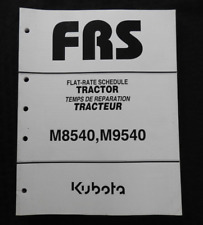 FRS
FLAT-RATE SCHEDULE
TRACTOR
TEMPS DE REPARATION
TRACTEUR
M8540,M9540
Kubota